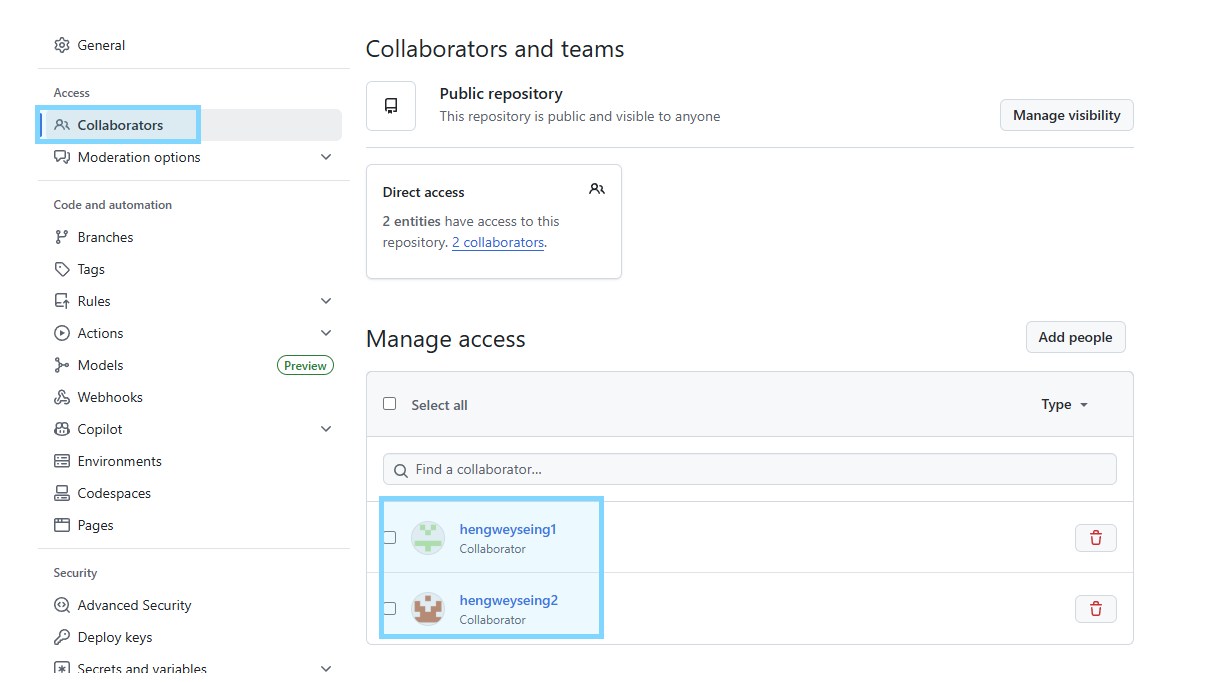 General
Access
Collaborators
Moderation options
Code and automation
Branches
Tags
Rules
Actions
Models Preview
Webhooks
Copilot
Environments
Codespaces
Pages
Security
Advanced Security
Deploy keys
Secrets and variables
Collaborators and teams
Public repository
This repository is public and visible to anyone
Manage visibility
Direct access
2 entities have access to this
repository. 2 collaborators.
Manage access
Add people
Select all
Type
Find a collaborator...
hengweyseing1
Collaborator
hengweyseing2
Collaborator